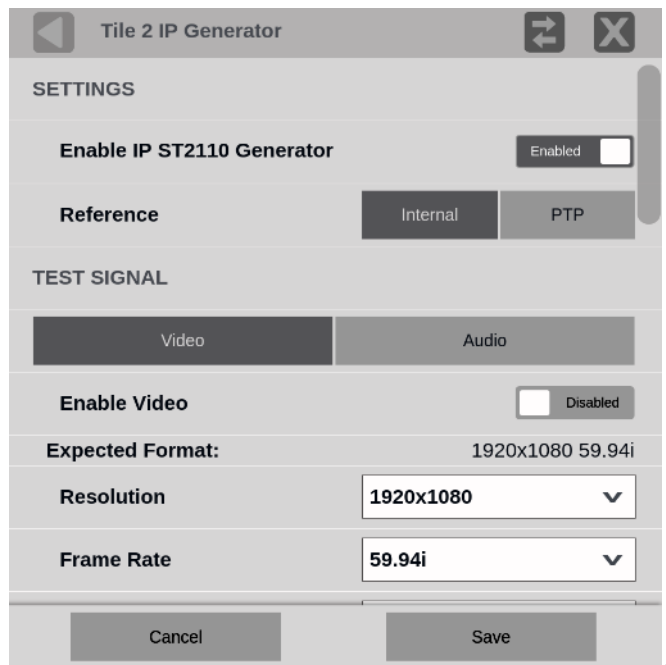 Tile 2 IP Generator
SETTINGS
Enable IP ST2110 Generator Enabled
Reference Internal PTP
TEST SIGNAL
Video Audio
Enable Video Disabled
Expected Format: 1920x1080 59.94i
Resolution 1920x1080
Frame Rate 59.94i
Cancel Save